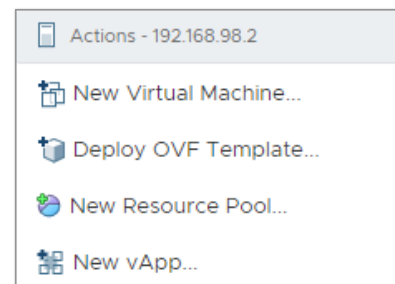 Actions - 192.168.98.2
New Virtual Machine...
Deploy OVF Template...
New Resource Pool...
New vApp...